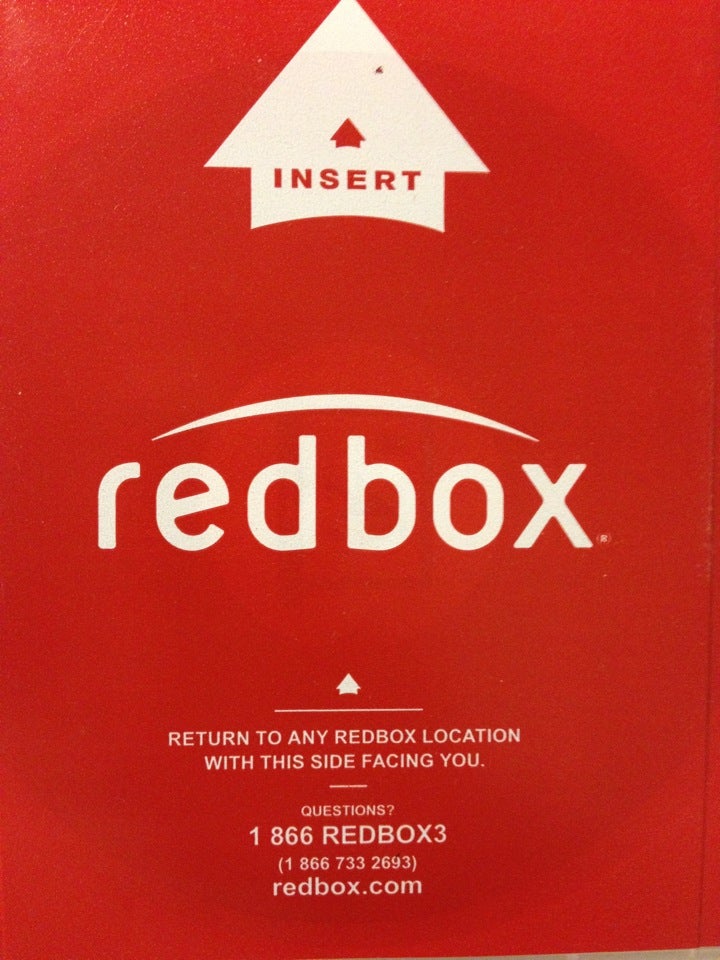 INSERT
redbox®
RETURN TO ANY REDBOX LOCATION
WITH THIS SIDE FACING YOU.
QUESTIONS?
1 866 REDBOX3
(1 866 733 2693)
redbox.com